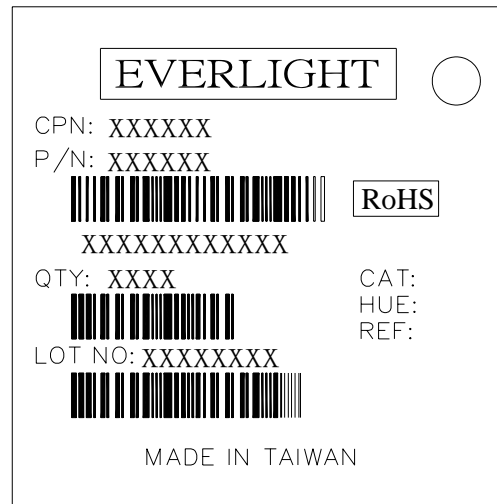 EVERLIGHT
CPN: XXXXXX
P/N: XXXXXX
RoHS
XXXXXXXXXXXX
QTY: XXXX
CAT:
HUE:
REF:
LOT NO: XXXXXXXX
MADE IN TAIWAN